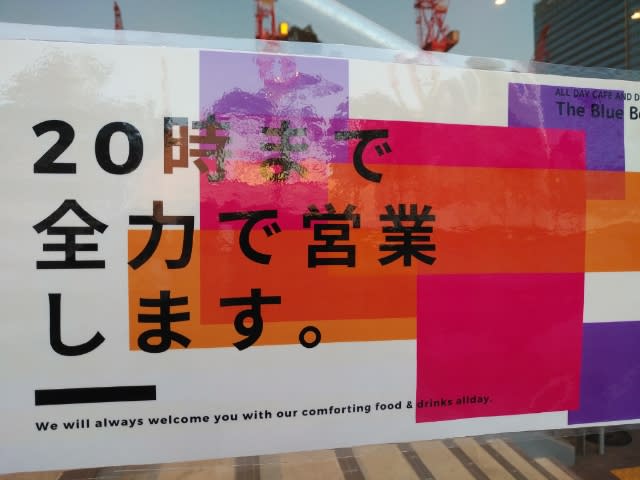 ALL DAY CAFE AND
The Blue
20時まで
全力で営業
します。
We will always welcome you with our comforting food & drinks allday.